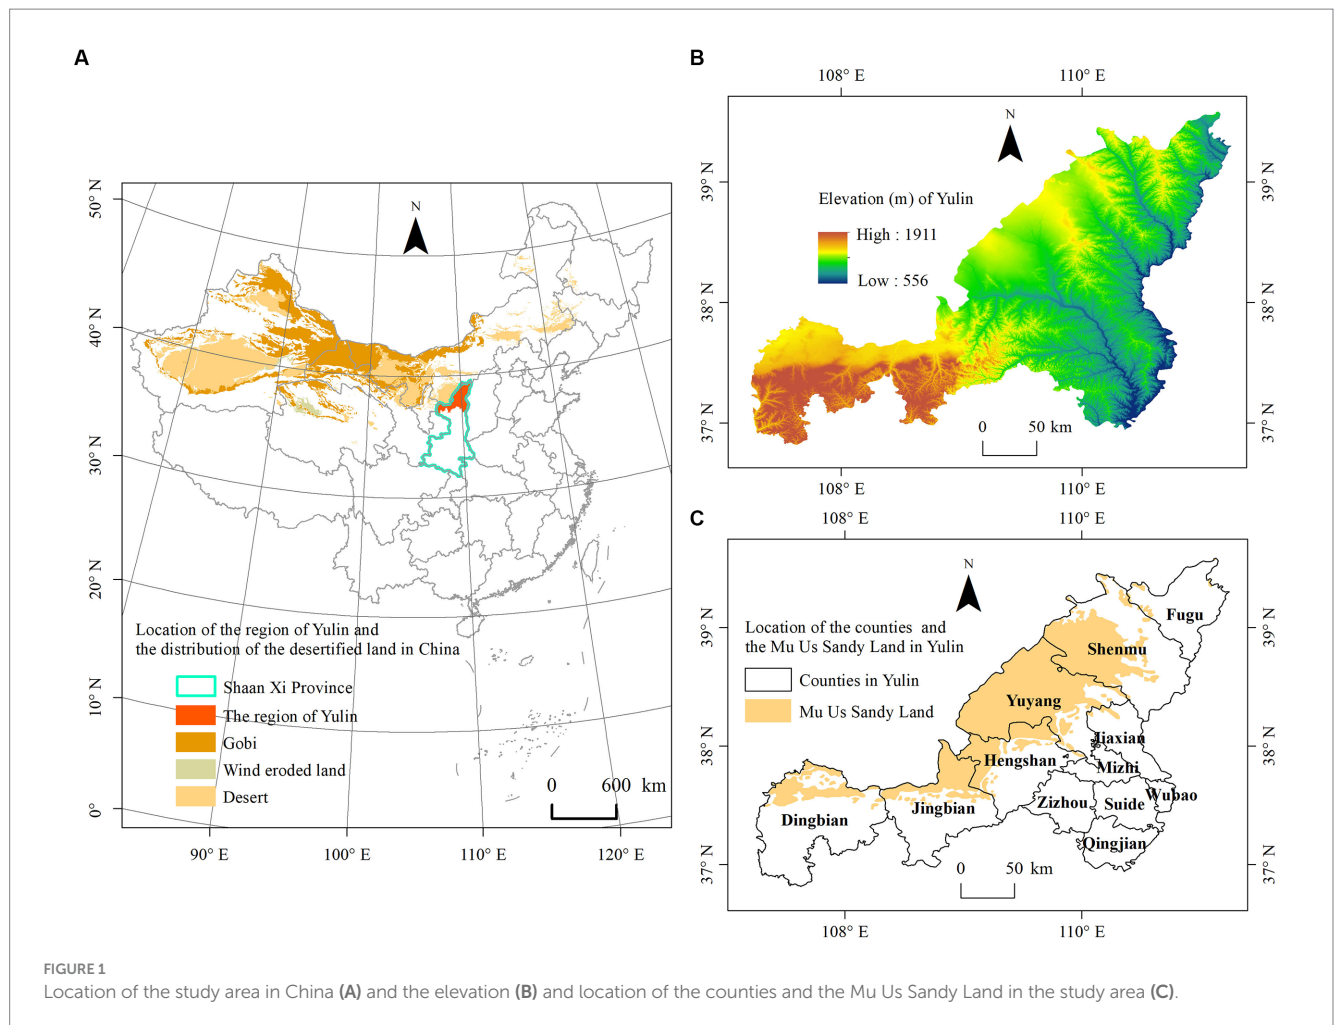 A
50° N
40° N
30° N
20° N
10° N
0°
N
Location of the region of Yulin and
the distribution of the desertified land in China
Shaan Xi Province
The region of Yulin
Gobi
Wind eroded land
Desert
0 600 km
90° E 100° E 110° E 120° E
B
108° E 110° E
N
39° N 39° N
Elevation (m) of Yulin
High : 1911
Low : 556
38° N 38° N
37° N 37° N
0 50 km
108° E 110° E
C
108° E 110° E
N
39° N 39° N
Location of the counties and
the Mu Us Sandy Land in Yulin
Counties in Yulin
Mu Us Sandy Land
38° N 38° N
37° N 37° N
Fugu
Shenmu
Yuyang
Jiaxian
Hengshan
Mizhi
Wubao
Zizhou
Suide
Jingbian
Dingbian
Qingjian
0 50 km
108° E 110° E
FIGURE 1
Location of the study area in China (A) and the elevation (B) and location of the counties and the Mu Us Sandy Land in the study area (C).